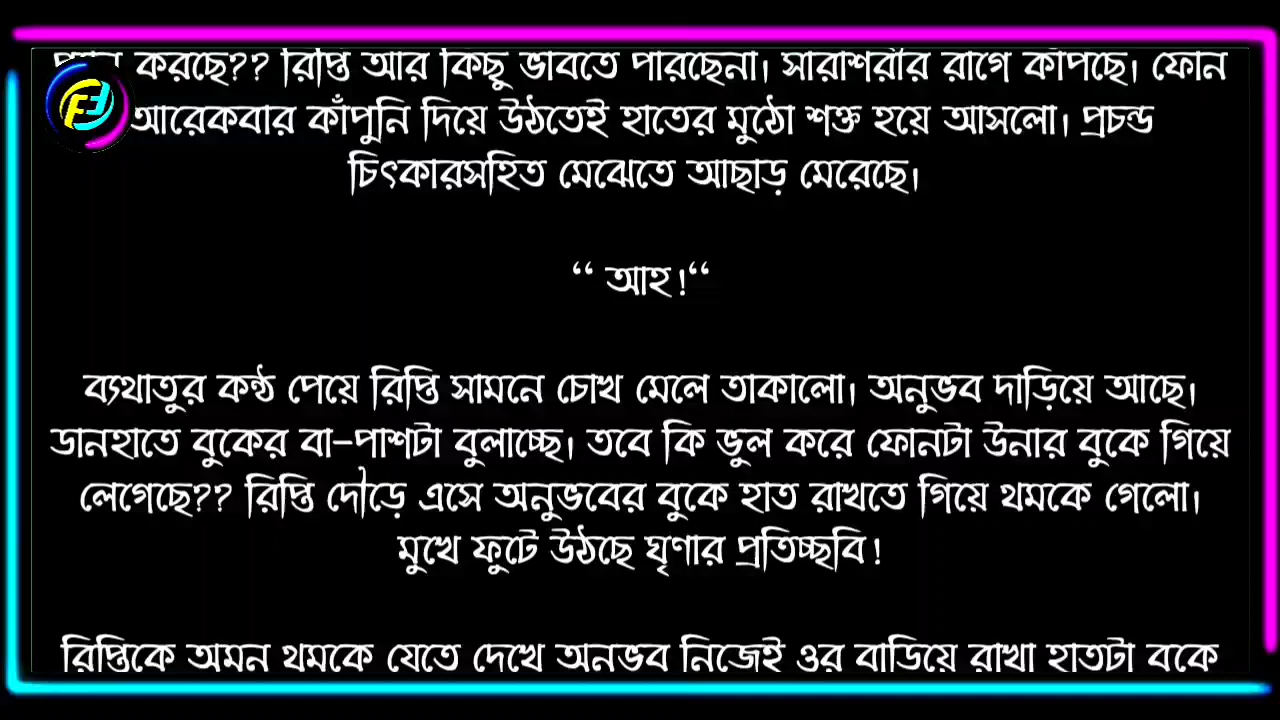 করছে?? রিপ্তি আর কিছু ভাবতে পারছেনা। সারাশরীর রাগে কাঁপছে। ফোন
আরেকবার কাঁপুনি দিয়ে উঠতেই হাতের মুঠো শক্ত হয়ে আসলো। প্রচন্ড
চিৎকারসহিত মেঝেতে আছাড় মেরেছে।
“ আহ!“
ব্যথাতুর কন্ঠ পেয়ে রিপ্তি সামনে চোখ মেলে তাকালো। অনুভব দাড়িয়ে আছে।
ডানহাতে বুকের বা-পাশটা বুলাচ্ছে। তবে কি ভুল করে ফোনটা উনার বুকে গিয়ে
লেগেছে?? রিপ্তি দৌড়ে এসে অনুভবের বুকে হাত রাখতে গিয়ে থমকে গেলো।
মুখে ফুটে উঠছে ঘৃণার প্রতিচ্ছবি!
রিপ্তিকে অমন থমকে যেতে দেখে অনুভব নিজেই ওর বাড়িয়ে রাখা হাতটা বুকে